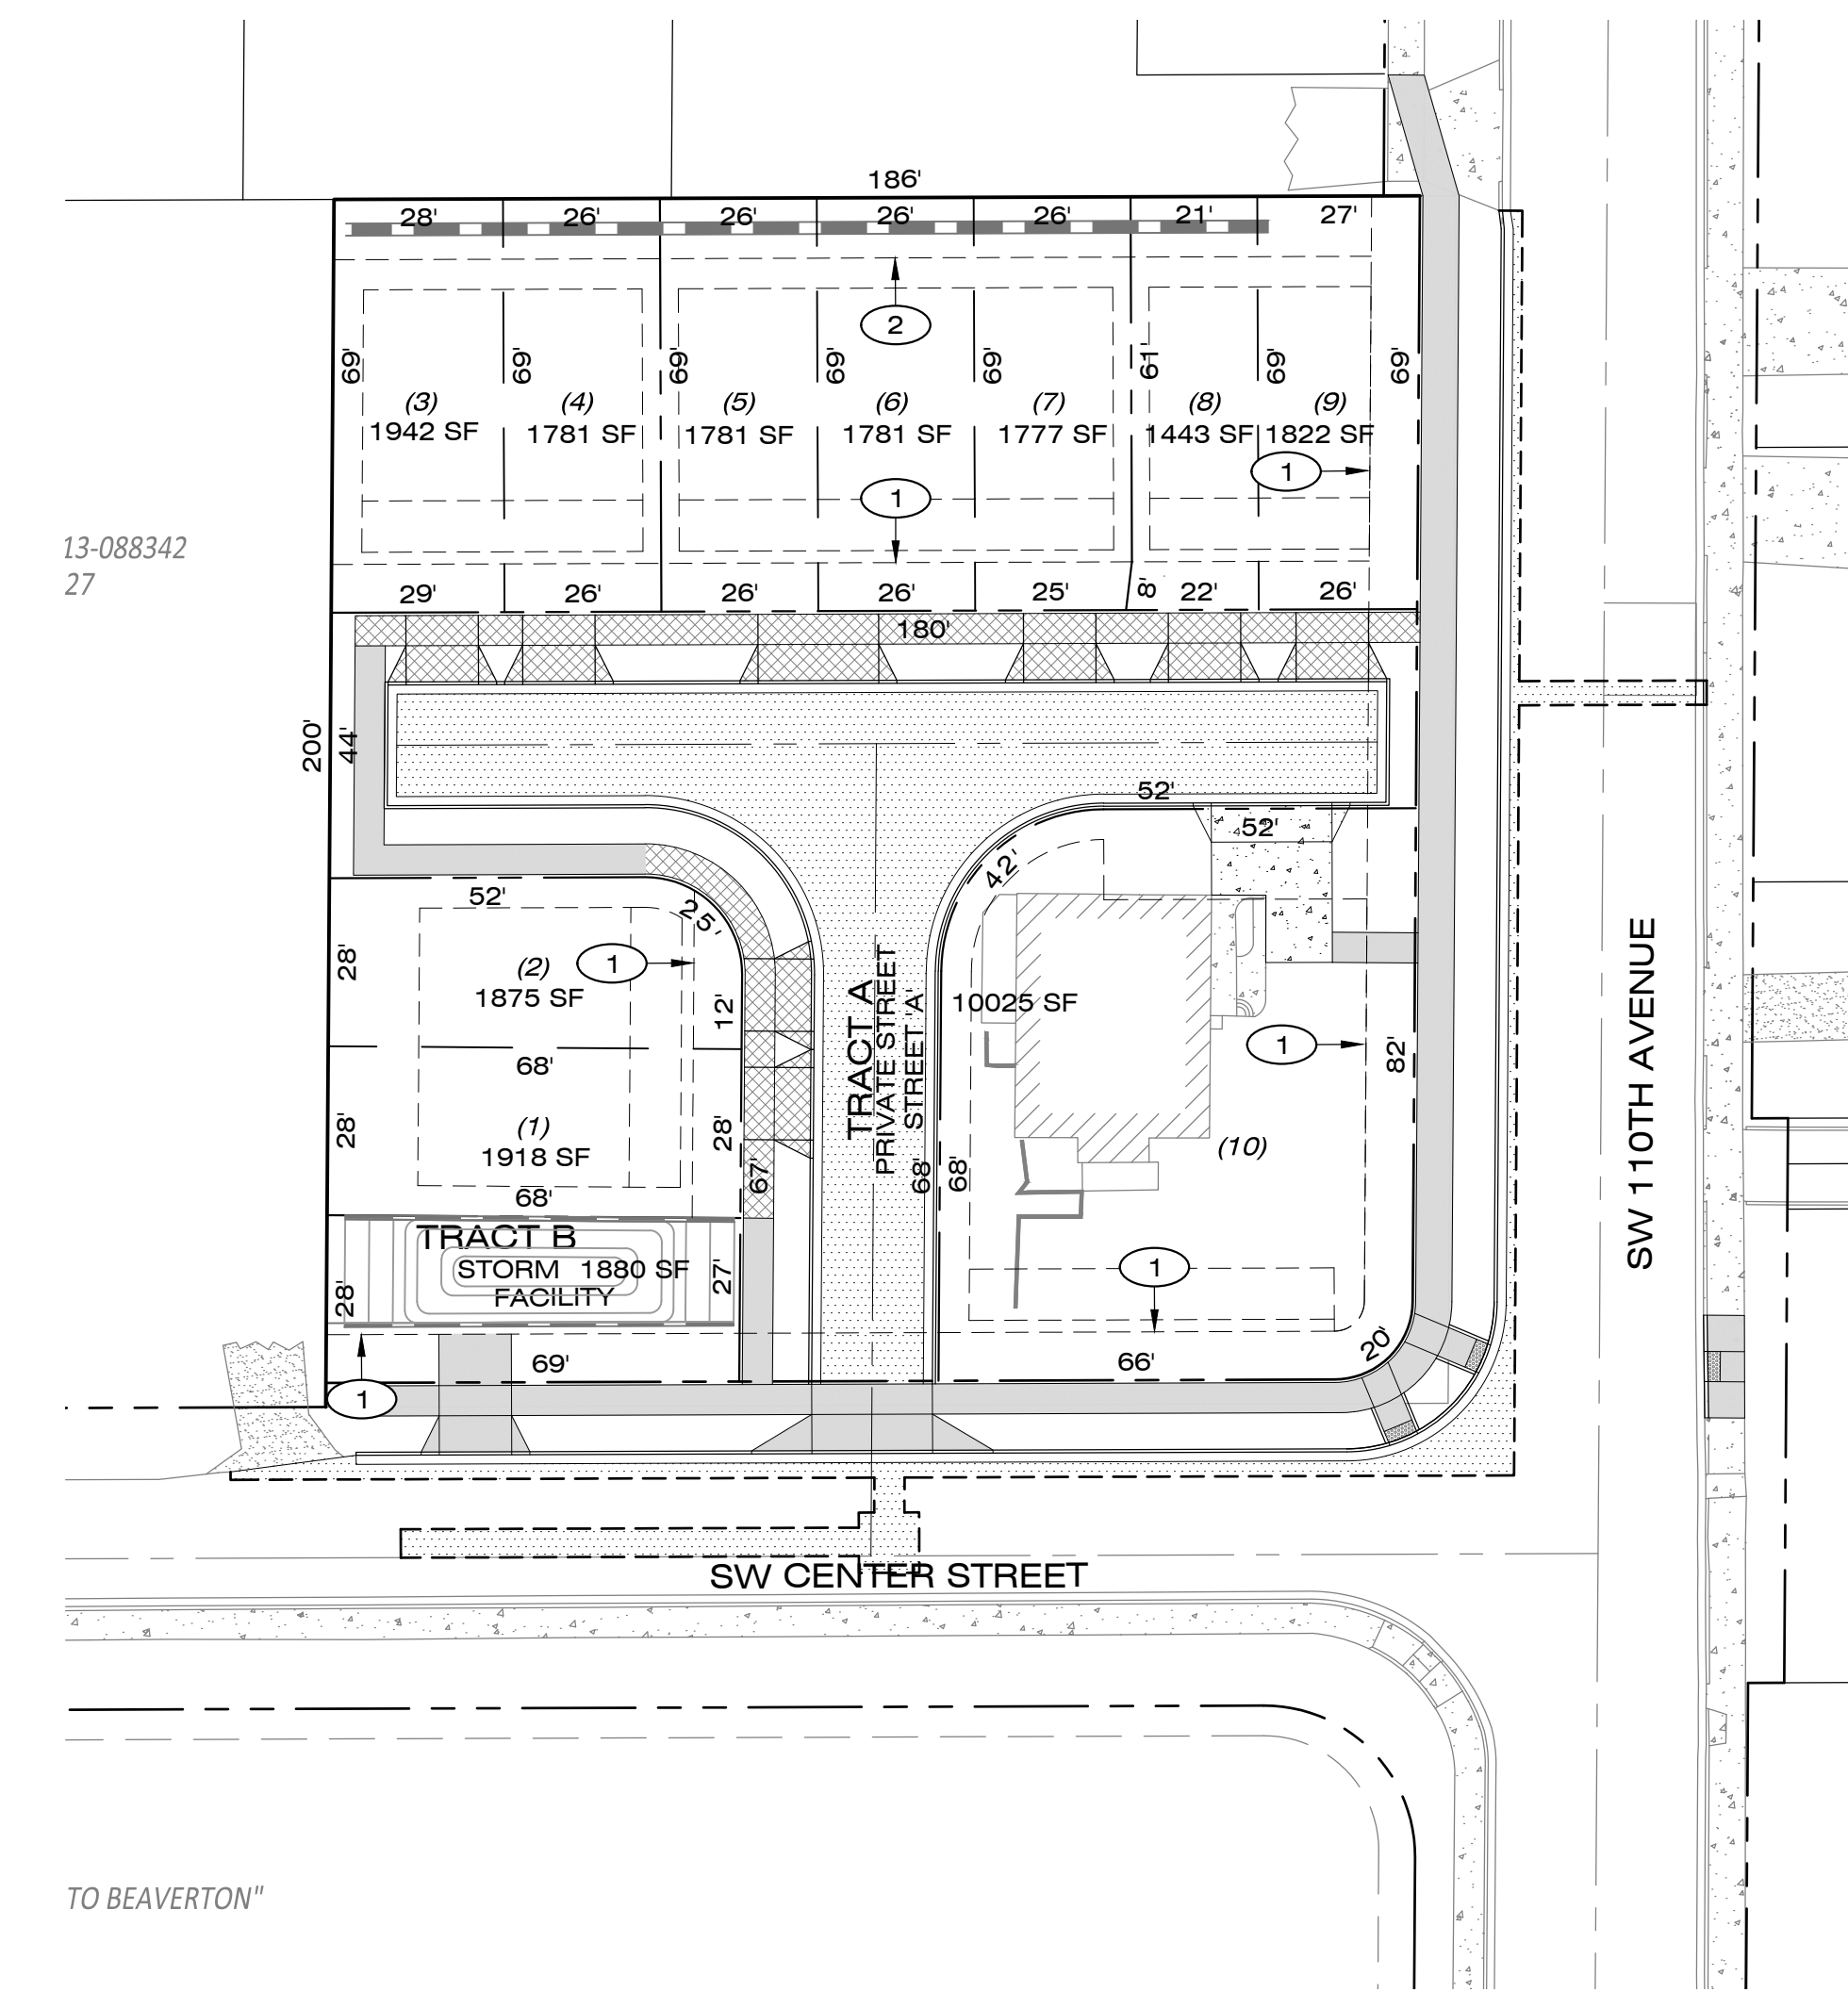 186'
28' 26' 26' 26' 26' 21' 27'
2
69' 69' 69' 69' 69' 61' 69' 69'
(3) (4) (5) (6) (7) (8) (9)
1942 SF 1781 SF 1781 SF 1781 SF 1777 SF 1443 SF 1822 SF
1
1
13-088342
27
29' 26' 26' 26' 25' 8' 22' 26'
180'
200'
44'
52'
52'
52'
25'
42'
28'
(2)
1875 SF
1
12'
10025 SF
1
82'
68'
28'
(1)
1918 SF
28'
68'
67'
TRACT A
PRIVATE STREET
STREET 'A'
68'
68'
(10)
SW 110TH AVENUE
TRACT B
STORM 1880 SF
FACILITY
28'
27'
1
69'
66'
20'
1
SW CENTER STREET
TO BEAVERTON"